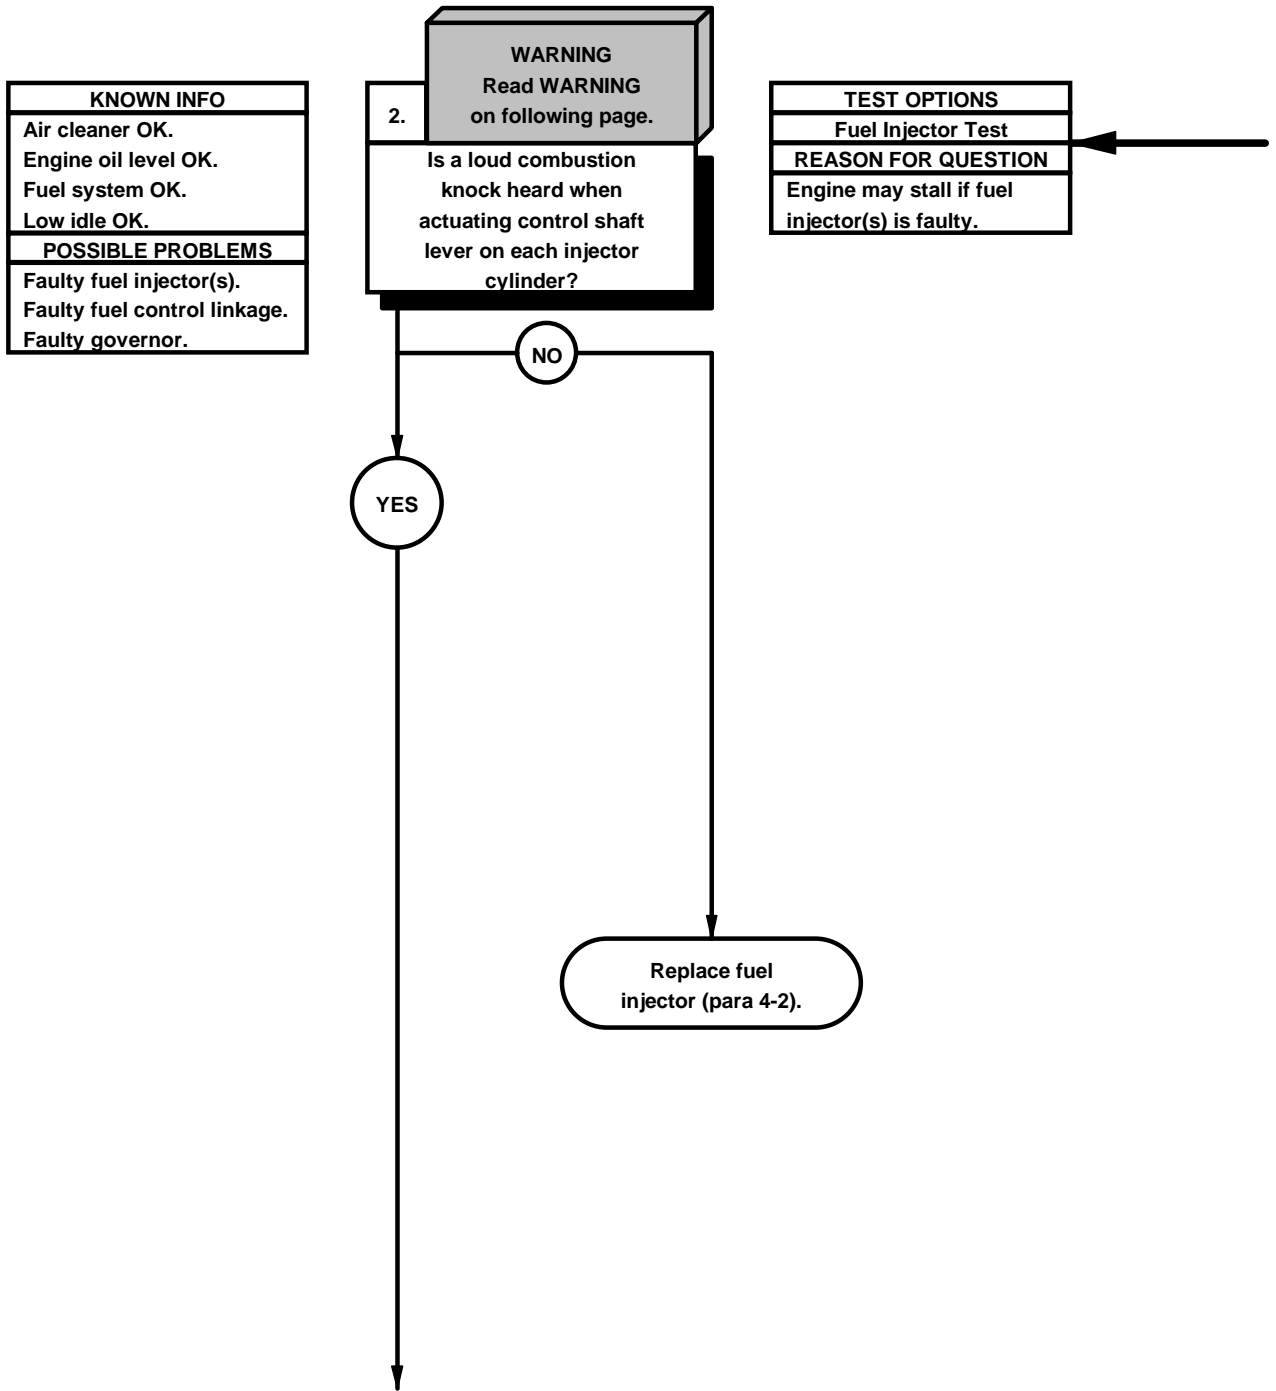 KNOWN INFO
Air cleaner OK.
Engine oil level OK.
Fuel system OK.
Low idle OK.
POSSIBLE PROBLEMS
Faulty fuel injector(s).
Faulty fuel control linkage.
Faulty governor.
WARNING
Read WARNING
on following page.
2.
Is a loud combustion
knock heard when
actuating control shaft
lever on each injector
cylinder?
TEST OPTIONS
Fuel Injector Test
REASON FOR QUESTION
Engine may stall if fuel
injector(s) is faulty.
NO
YES
Replace fuel
injector (para 4-2).